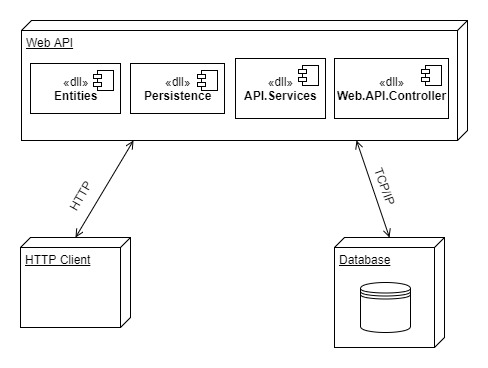 Web API
«dll»
Entities
«dll»
Persistence
«dll»
API.Services
«dll»
Web.API.Controller
HTTP
TCP/IP
HTTP Client
Database